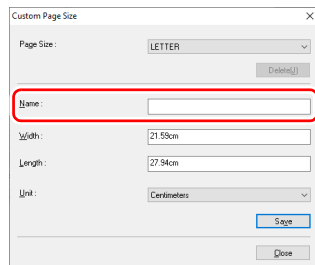 Custom Page Size
Page Size : LETTER
Delete(J)
Name :
Width : 21.59cm
Length : 27.94cm
Unit : Centimeters
Save
Close